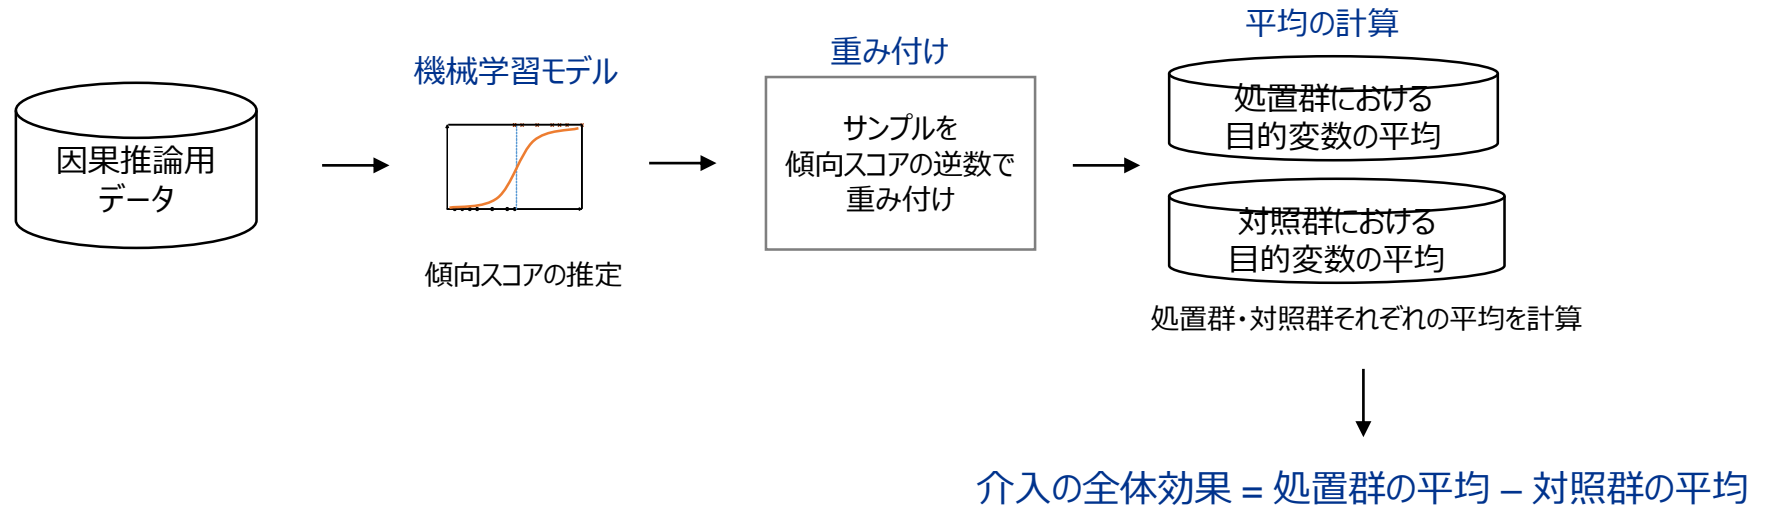 因果推論用
データ
機械学習モデル
傾向スコアの推定
重み付け
サンプルを
傾向スコアの逆数で
重み付け
平均の計算
処置群における
目的変数の平均
対照群における
目的変数の平均
処置群・対照群それぞれの平均を計算
介入の全体効果 = 処置群の平均 – 対照群の平均